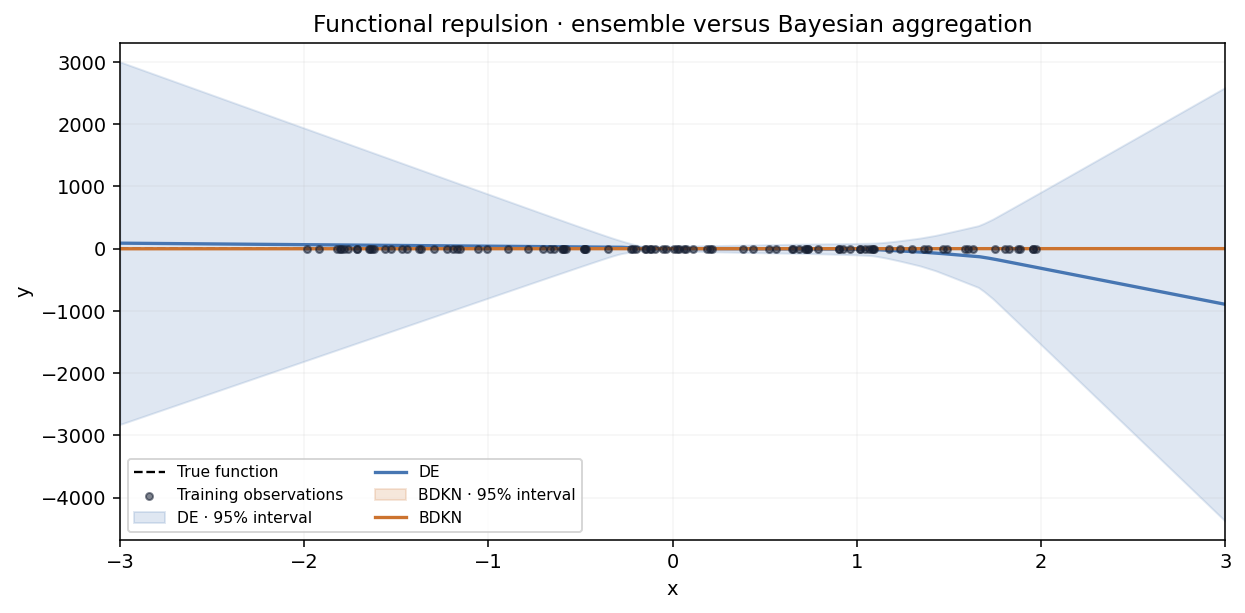 Functional repulsion · ensemble versus Bayesian aggregation
3000
2000
1000
0
−1000
−2000
−3000
−4000
y
True function
Training observations
DE · 95% interval
DE
BDKN · 95% interval
BDKN
−3
−2
−1
0
1
2
3
x